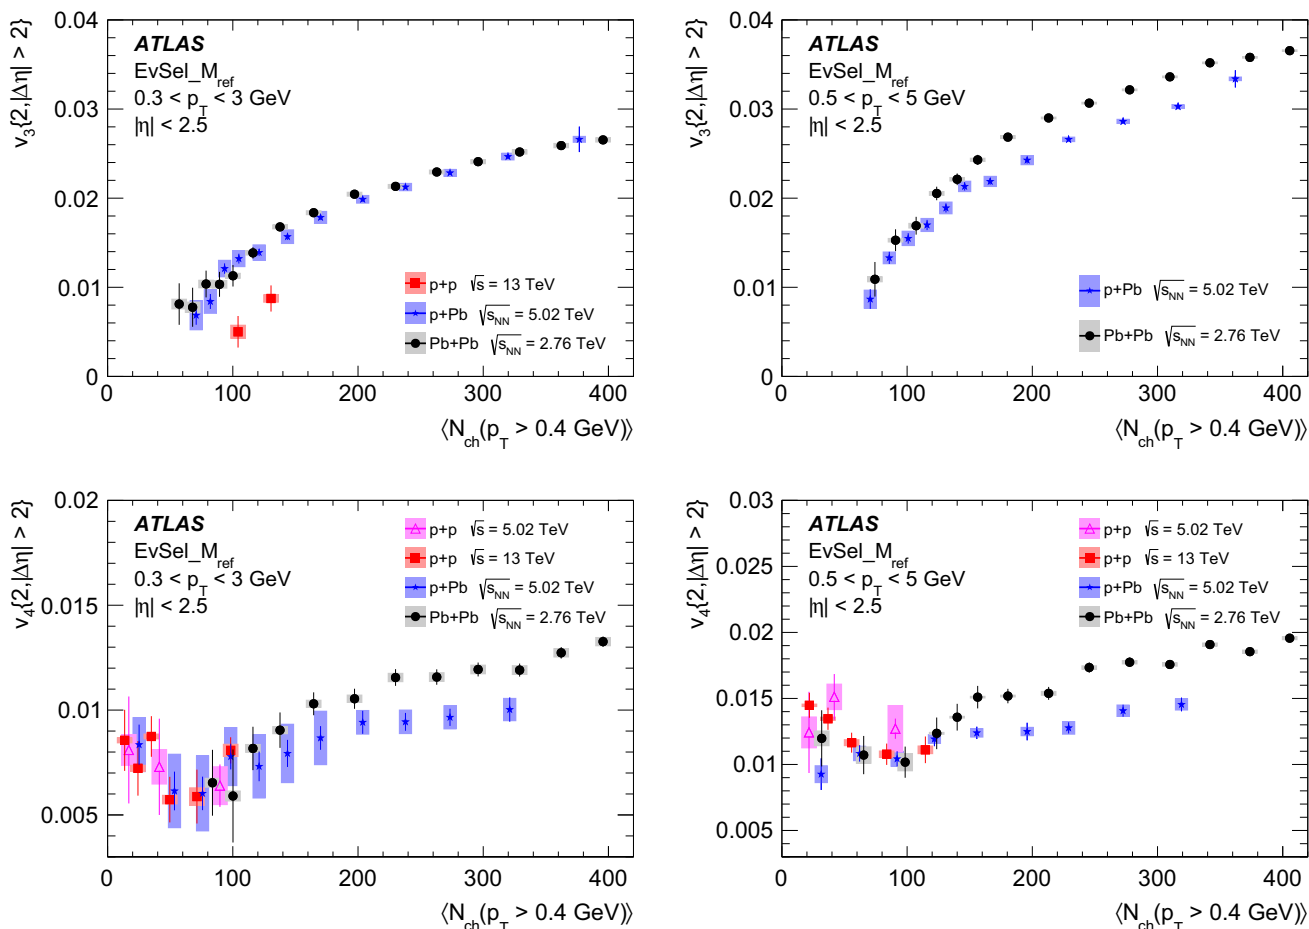 v3{2,|Δη| > 2}
0.04
0.03
0.02
0.01
0
ATLAS
EvSel_Mref
0.3 < pT < 3 GeV
|η| < 2.5
p+p √s = 13 TeV
p+Pb √sNN = 5.02 TeV
Pb+Pb √sNN = 2.76 TeV
0 100 200 300 400
⟨Nch(pT > 0.4 GeV)⟩
v3{2,|Δη| > 2}
0.04
0.03
0.02
0.01
0
ATLAS
EvSel_Mref
0.5 < pT < 5 GeV
|η| < 2.5
p+Pb √sNN = 5.02 TeV
Pb+Pb √sNN = 2.76 TeV
0 100 200 300 400
⟨Nch(pT > 0.4 GeV)⟩
v4{2,|Δη| > 2}
0.02
0.015
0.01
0.005
ATLAS
EvSel_Mref
0.3 < pT < 3 GeV
|η| < 2.5
p+p √s = 5.02 TeV
p+p √s = 13 TeV
p+Pb √sNN = 5.02 TeV
Pb+Pb √sNN = 2.76 TeV
0 100 200 300 400
⟨Nch(pT > 0.4 GeV)⟩
v4{2,|Δη| > 2}
0.03
0.025
0.02
0.015
0.01
0.005
ATLAS
EvSel_Mref
0.5 < pT < 5 GeV
|η| < 2.5
p+p √s = 5.02 TeV
p+p √s = 13 TeV
p+Pb √sNN = 5.02 TeV
Pb+Pb √sNN = 2.76 TeV
0 100 200 300 400
⟨Nch(pT > 0.4 GeV)⟩